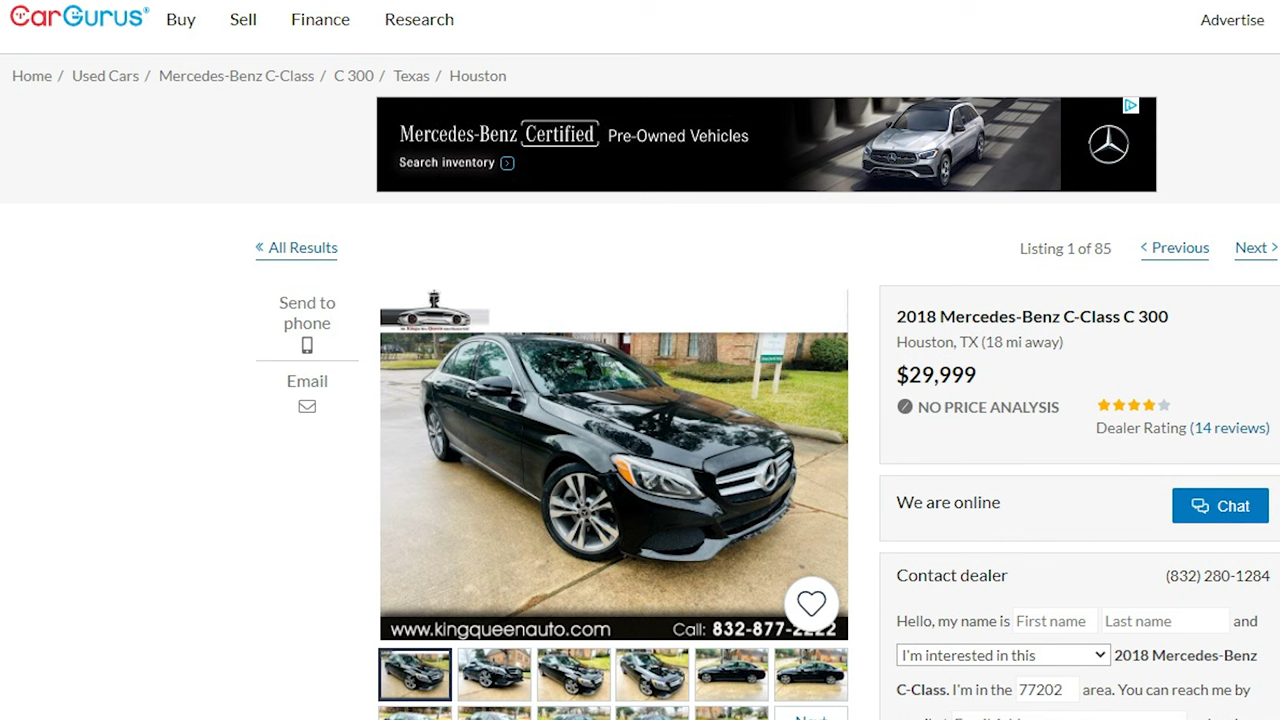 CarGurus
Buy Sell Finance Research Advertise
Home / Used Cars / Mercedes-Benz C-Class / C 300 / Texas / Houston
Mercedes-Benz Certified Pre-Owned Vehicles
Search inventory
« All Results
Listing 1 of 85 < Previous Next >
Send to
phone
Email
2018 Mercedes-Benz C-Class C 300
Houston, TX (18 mi away)
$29,999
NO PRICE ANALYSIS
Dealer Rating (14 reviews)
We are online Chat
Contact dealer (832) 280-1284
Hello, my name is First name Last name and
I'm interested in this 2018 Mercedes-Benz
C-Class. I'm in the 77202 area. You can reach me by
www.kingqueenauto.com Call: 832-877-2222
Next